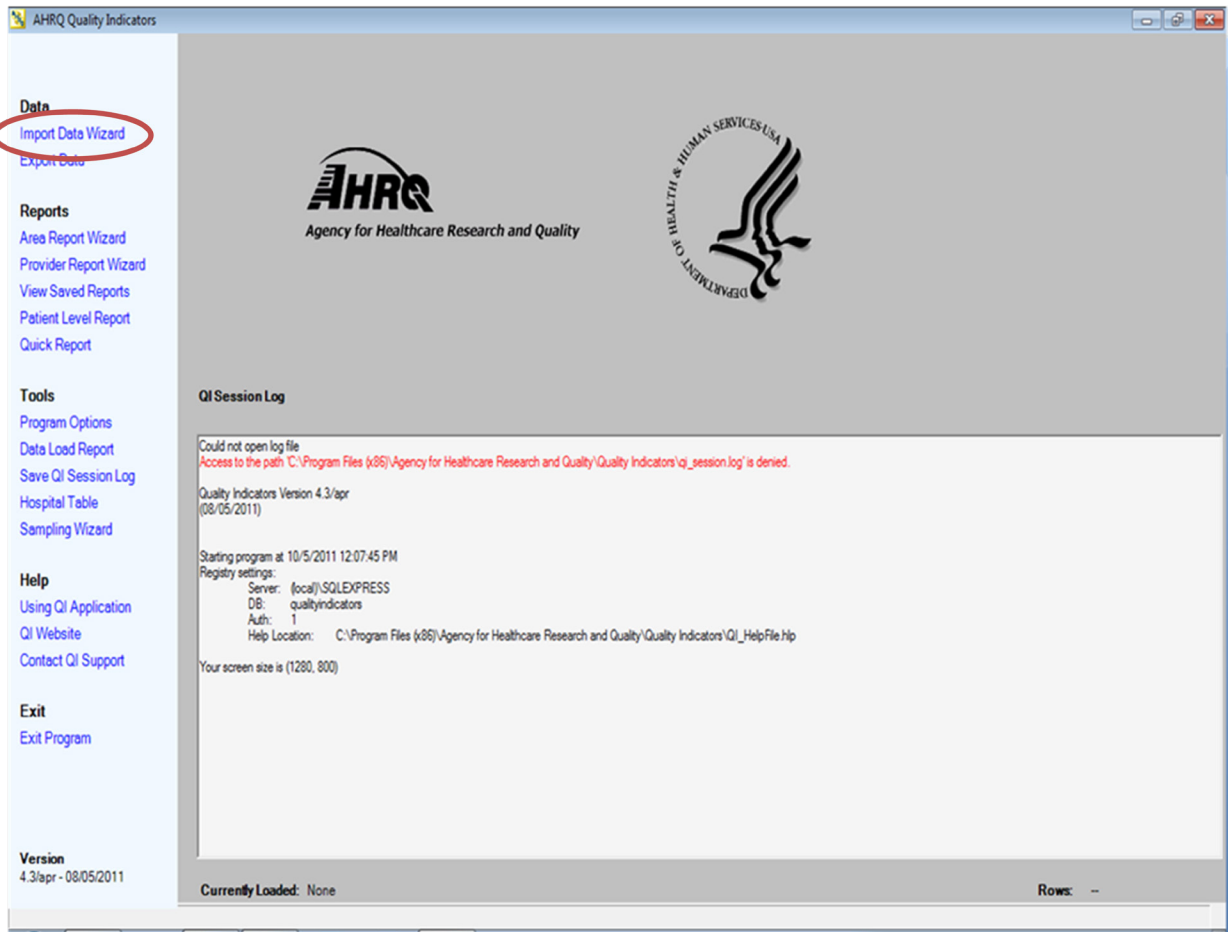 AHRQ Quality Indicators
Data
Import Data Wizard
Export Data
Reports
Area Report Wizard
Provider Report Wizard
View Saved Reports
Patient Level Report
Quick Report
Tools
Program Options
Data Load Report
Save QI Session Log
Hospital Table
Sampling Wizard
Help
Using QI Application
QI Website
Contact QI Support
Exit
Exit Program
Version
4.3/apr - 08/05/2011
AHRQ
Agency for Healthcare Research and Quality
DEPARTMENT OF HEALTH & HUMAN SERVICES·USA
QI Session Log
Could not open log file
Access to the path 'C:\Program Files (x86)\Agency for Healthcare Research and Quality\Quality Indicators\qi_session.log' is denied.
Quality Indicators Version 4.3/apr
(08/05/2011)
Starting program at 10/5/2011 12:07:45 PM
Registry settings:
Server: (local)\SQLEXPRESS
DB: qualityindicators
Auth: 1
Help Location: C:\Program Files (x86)\Agency for Healthcare Research and Quality\Quality Indicators\QI_HelpFile.hlp
Your screen size is (1280, 800)
Currently Loaded: None
Rows: --